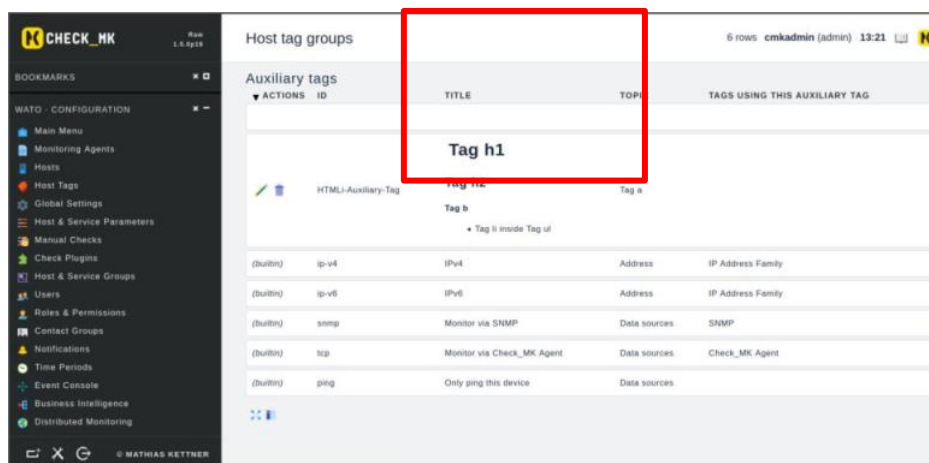 CHECK_MK
Raw
1.6.0p19
Host tag groups
6 rows cmkadmin (admin) 13:21
BOOKMARKS
WATO · CONFIGURATION
Main Menu
Monitoring Agents
Hosts
Host Tags
Global Settings
Host & Service Parameters
Manual Checks
Check Plugins
Host & Service Groups
Users
Roles & Permissions
Contact Groups
Notifications
Time Periods
Event Console
Business Intelligence
Distributed Monitoring
© MATHIAS KETTNER
Auxiliary tags
ACTIONS ID TITLE TOPIC TAGS USING THIS AUXILIARY TAG
Tag h1
Tag h2
HTMLi-Auxiliary-Tag Tag a
Tag b
• Tag li inside Tag ul
(builtin) ip-v4 IPv4 Address IP Address Family
(builtin) ip-v6 IPv6 Address IP Address Family
(builtin) snmp Monitor via SNMP Data sources SNMP
(builtin) tcp Monitor via Check_MK Agent Data sources Check_MK Agent
(builtin) ping Only ping this device Data sources